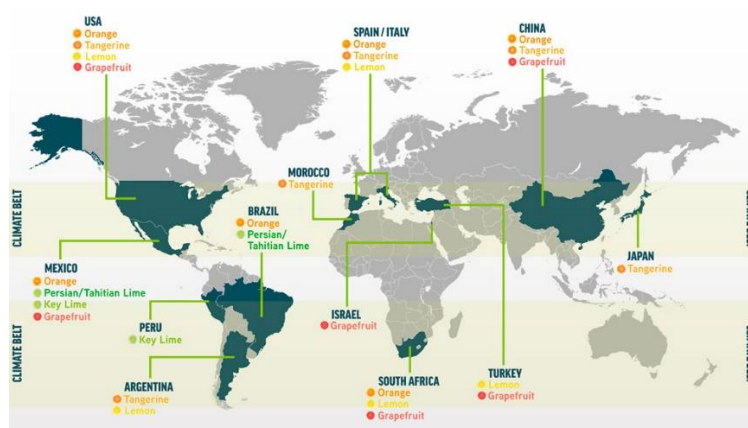 USA
Orange
Tangerine
Lemon
Grapefruit
SPAIN / ITALY
Orange
Tangerine
Lemon
CHINA
Orange
Tangerine
Grapefruit
MOROCCO
Tangerine
BRAZIL
Orange
Persian/
Tahitian Lime
CLIMATE BELT
MEXICO
Orange
Persian/Tahitian Lime
Key Lime
Grapefruit
JAPAN
Tangerine
PERU
Key Lime
ISRAEL
Grapefruit
CLIMATE BELT
ARGENTINA
Tangerine
Lemon
SOUTH AFRICA
Orange
Lemon
Grapefruit
TURKEY
Lemon
Grapefruit